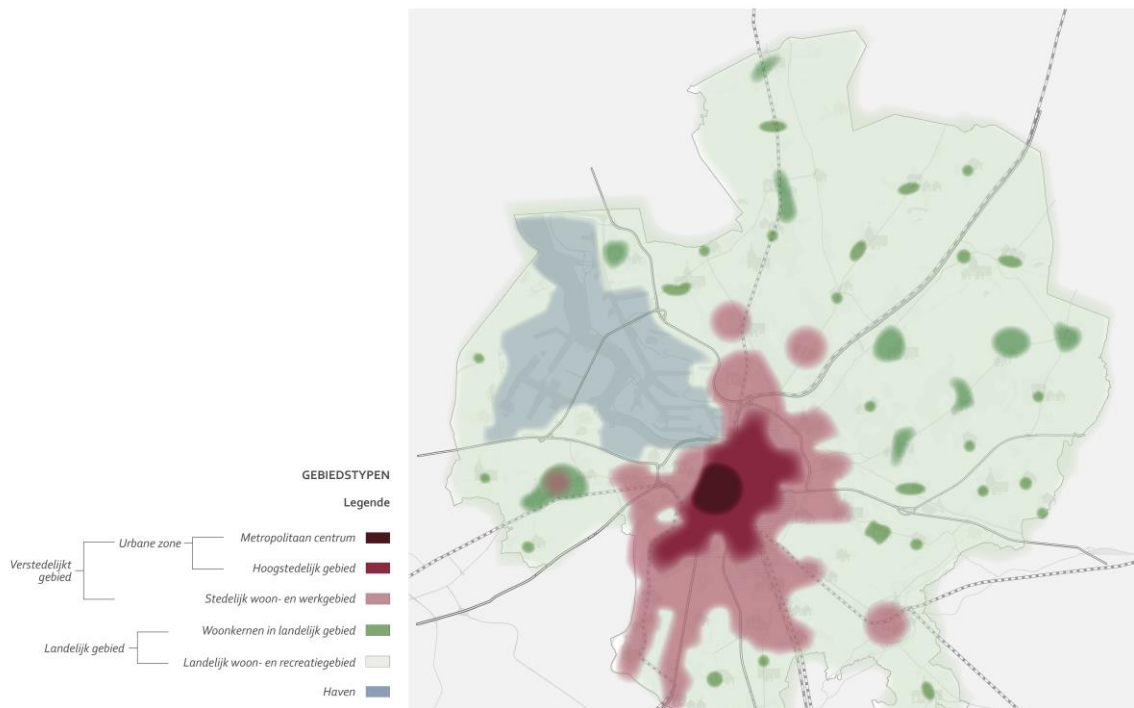 GEBIEDSTYPEN
Legende
Verstedelijkt
gebied
Urbane zone
Metropolitaan centrum
Hoogstedelijk gebied
Stedelijk woon- en werkgebied
Landelijk gebied
Woonkernen in landelijk gebied
Landelijk woon- en recreatiegebied
Haven